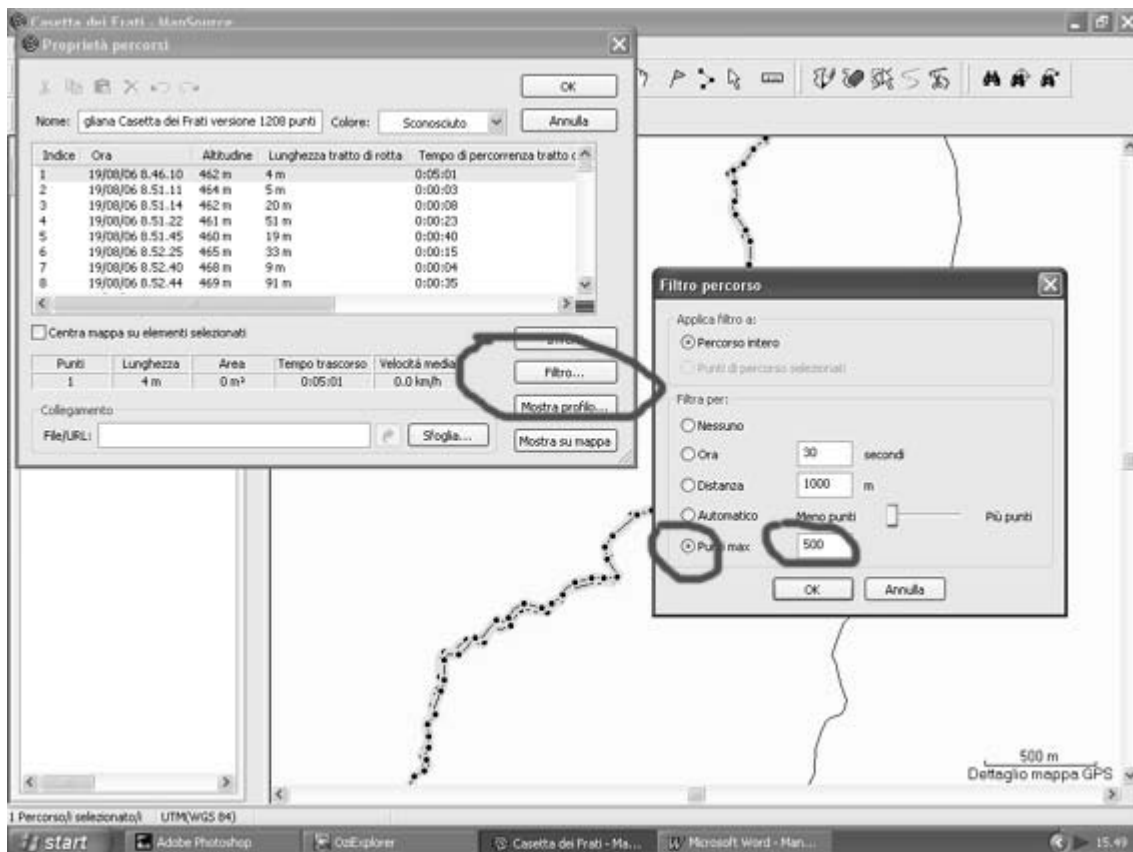 Casetta dei Frati - MapSource
Proprietà percorsi
OK
Nome: gliana Casetta dei Frati versione 1208 punti Colore: Sconosciuto Annulla
Indice Ora Altitudine Lunghezza tratto di rotta Tempo di percorrenza tratto c
1 19/08/06 8.46.10 462 m 4 m 0:05:01
2 19/08/06 8.51.11 464 m 5 m 0:00:03
3 19/08/06 8.51.14 462 m 20 m 0:00:08
4 19/08/06 8.51.22 461 m 51 m 0:00:23
5 19/08/06 8.51.45 460 m 19 m 0:00:40
6 19/08/06 8.52.25 465 m 33 m 0:00:15
7 19/08/06 8.52.40 468 m 9 m 0:00:04
8 19/08/06 8.52.44 469 m 91 m 0:00:35
Centra mappa su elementi selezionati
Punti Lunghezza Area Tempo trascorso Velocità media
1 4 m 0 m² 0:05:01 0.0 km/h
Filtro...
Mostra profilo...
Collegamento
File/URL: Sfoglia... Mostra su mappa
Filtro percorso
Applica filtro a:
Percorso intero
Punti di percorso selezionati
Filtra per:
Nessuno
Ora 30 secondi
Distanza 1000 m
Automatico Meno punti Più punti
Punti max 500
OK Annulla
500 m
Dettaglio mappa GPS
1 Percorso/i selezionato/i UTM(WGS 84)
start Adobe Photoshop OziExplorer Casetta dei Frati - Ma... Microsoft Word - Man... 15.49